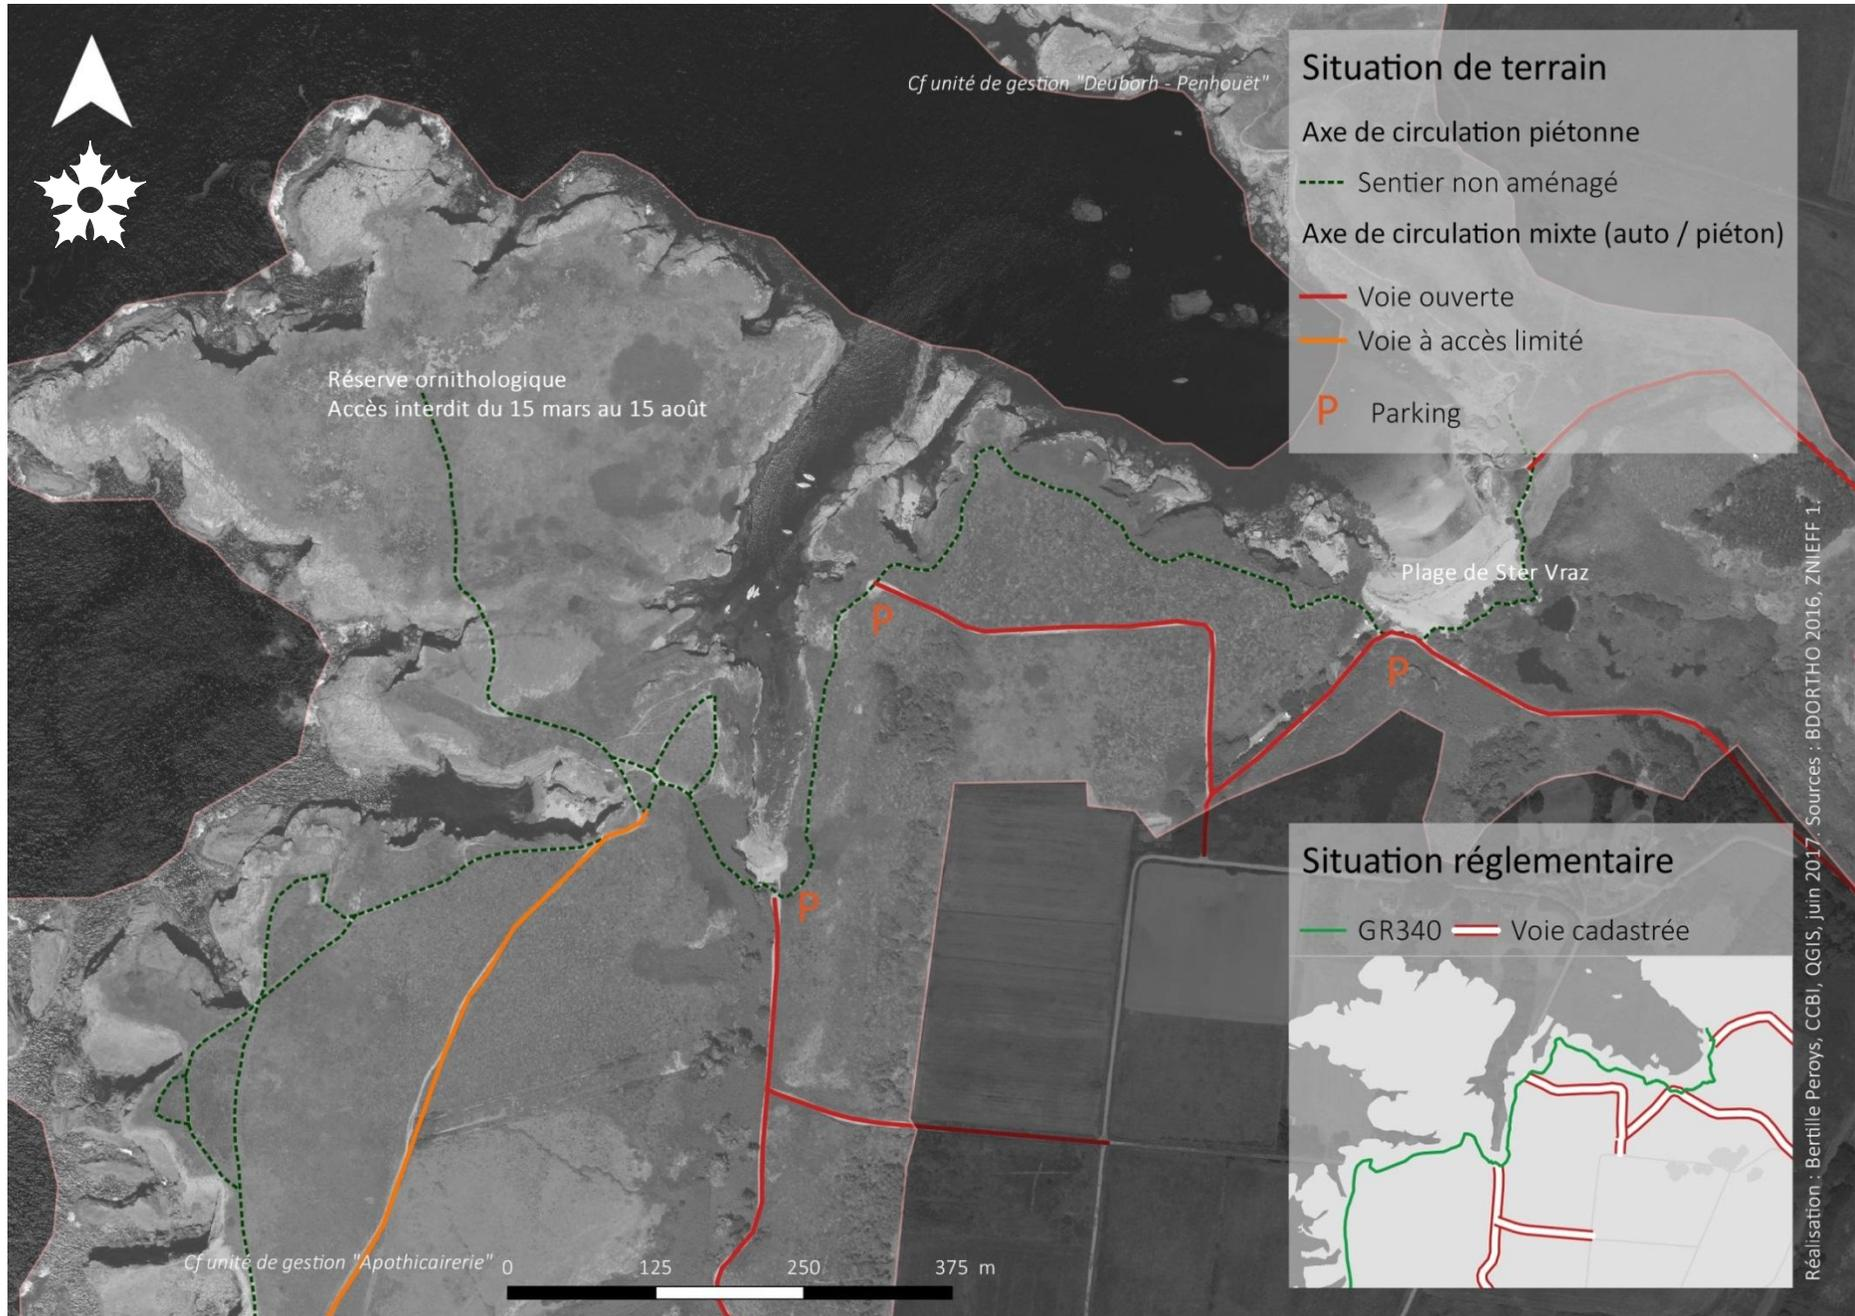 Cf unité de gestion "Deuborh - Penhouët"
Situation de terrain
Axe de circulation piétonne
Sentier non aménagé
Axe de circulation mixte (auto / piéton)
Voie ouverte
Voie à accès limité
P Parking
Réserve ornithologique
Accès interdit du 15 mars au 15 août
Plage de Ster Vraz
P
P
P
Situation réglementaire
GR340 Voie cadastrée
Cf unité de gestion "Apothicairerie"
0 125 250 375 m
Réalisation : Bertille Peroys, CCBI, QGIS, juin 2017. Sources : BDORTHO 2016, ZNIEFF 1.